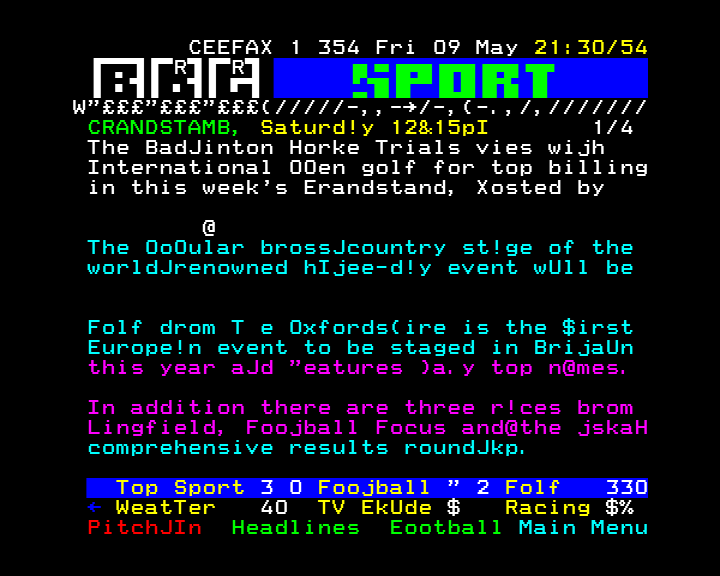 CEEFAX 1 354 Fri 09 May 21:30/54
BBC R R SPORT
W”£££”£££”£££(/////-,,-→/-,(-.,/,///////
CRANDSTAMB, Saturd!y 12&15pI 1/4
The BadJinton Horke Trials vies wijh
International OOen golf for top billing
in this week's Erandstand, Xosted by
@
The OoOular brossJcountry st!ge of the
worldJrenowned hIjee-d!y event wUll be
Folf drom T e Oxfords(ire is the $irst
Europe!n event to be staged in BrijaUn
this year aJd ”eatures )a.y top n@mes.
In addition there are three r!ces brom
Lingfield, Foojball Focus and@the jskaH
comprehensive results roundJkp.
Top Sport 3 0 Foojball ” 2 Folf 330
← WeatTer 40 TV EkUde $ Racing $%
PitchJIn Headlines Eootball Main Menu